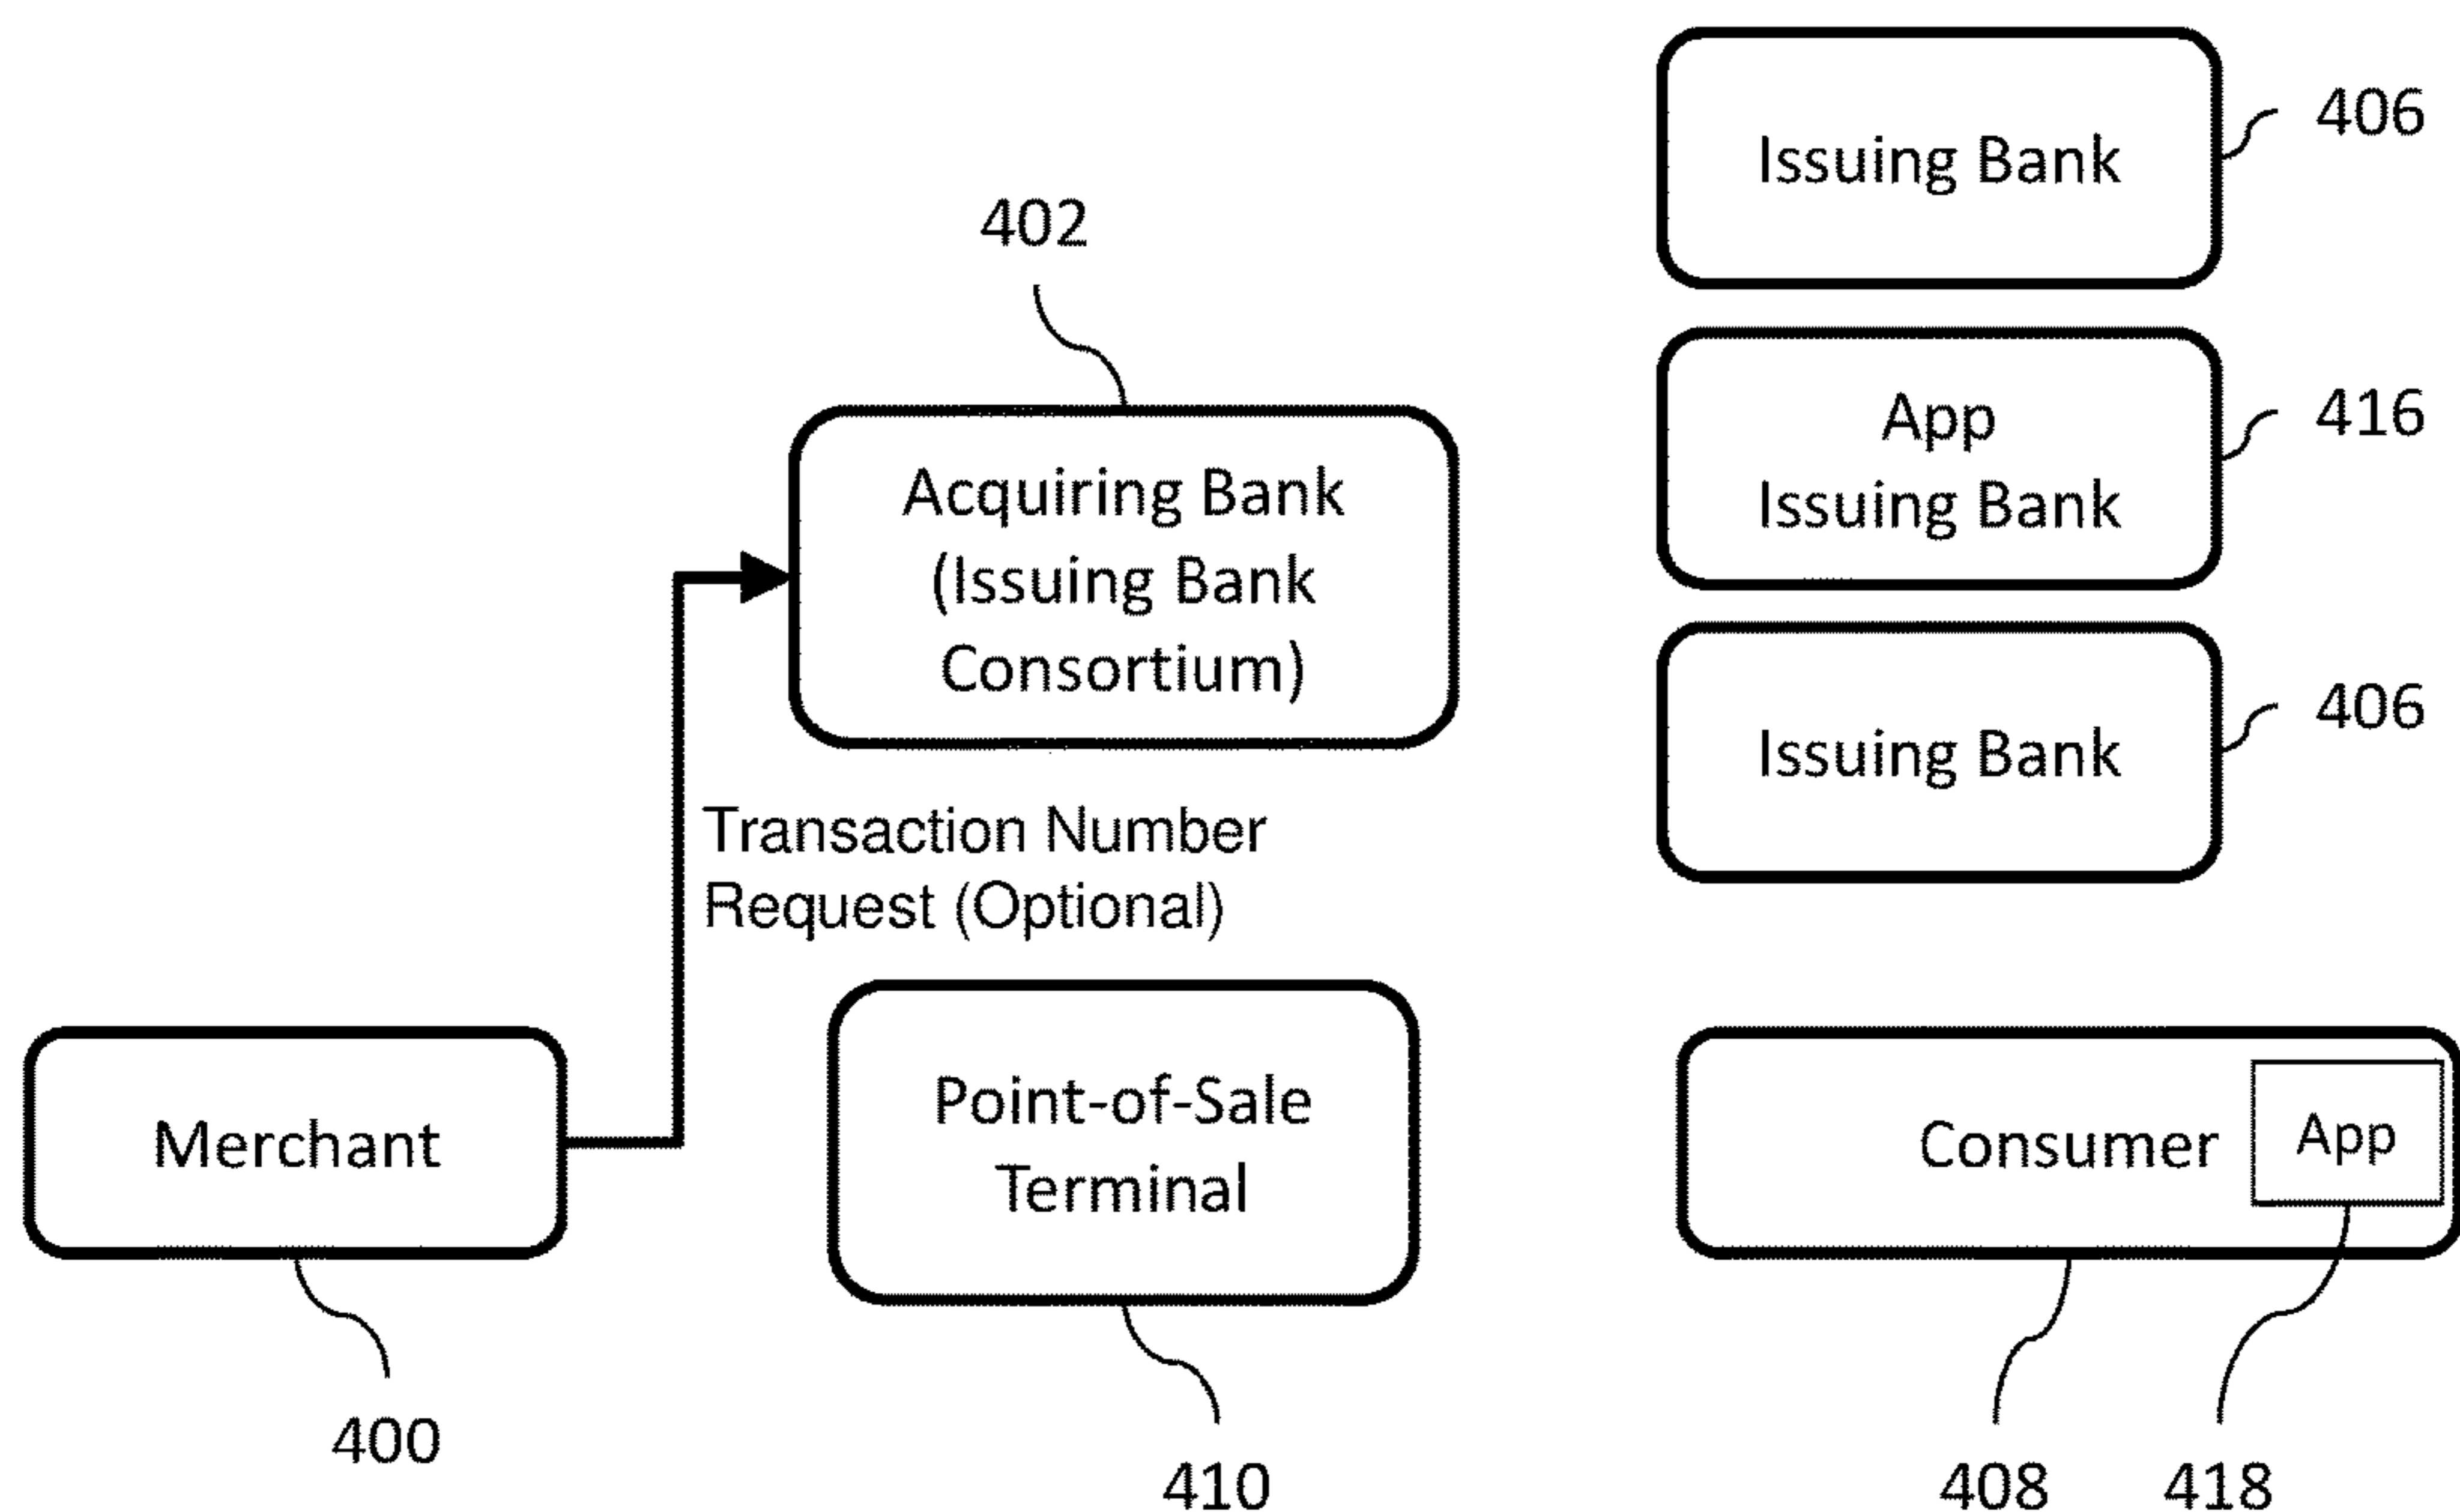 Issuing Bank
406
402
App
Issuing Bank
416
Acquiring Bank
(Issuing Bank
Consortium)
Issuing Bank
406
Transaction Number
Request (Optional)
Merchant
Point-of-Sale
Terminal
Consumer
App
400
410
408
418